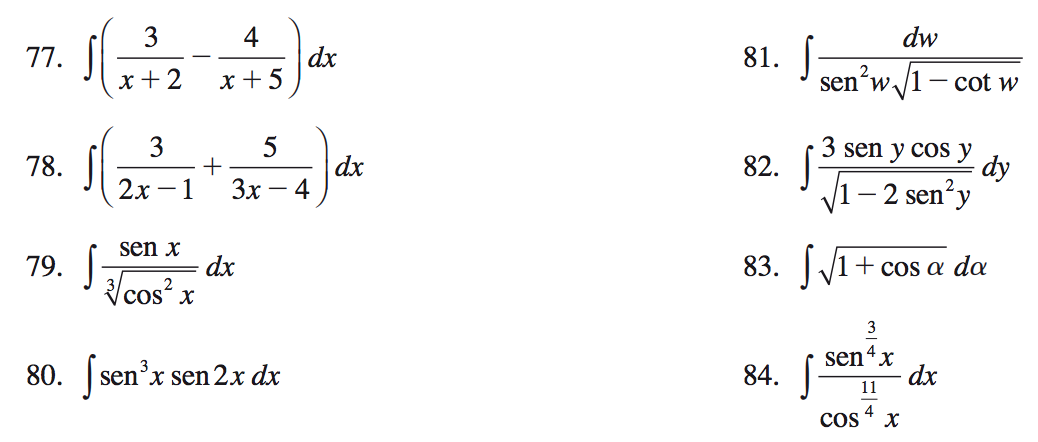 77. ∫(3/(x + 2) − 4/(x + 5)) dx
78. ∫(3/(2x − 1) + 5/(3x − 4)) dx
79. ∫ sen x/∛(cos² x) dx
80. ∫ sen³x sen 2x dx
81. ∫ dw/(sen²w √(1 − cot w))
82. ∫ 3 sen y cos y/√(1 − 2 sen²y) dy
83. ∫ √(1 + cos α) dα
84. ∫ sen^(3/4) x/cos^(11/4) x dx